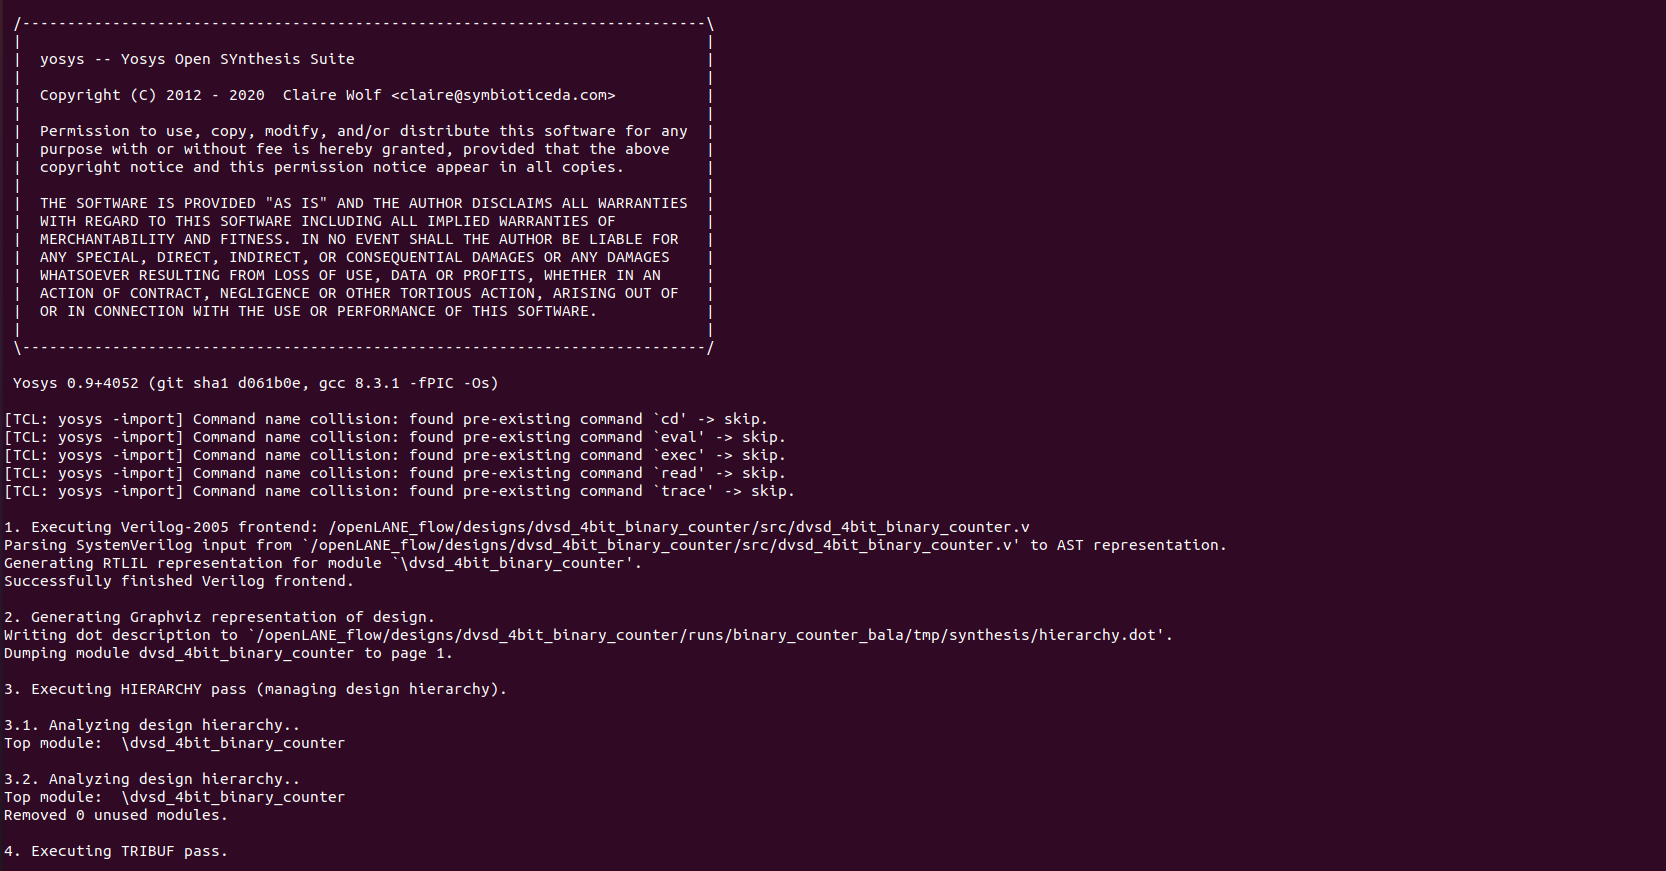 /----------------------------------------------------------------------------\
|                                                                            |
|  yosys -- Yosys Open SYnthesis Suite                                       |
|                                                                            |
|  Copyright (C) 2012 - 2020  Claire Wolf <claire@symbioticeda.com>          |
|                                                                            |
|  Permission to use, copy, modify, and/or distribute this software for any  |
|  purpose with or without fee is hereby granted, provided that the above    |
|  copyright notice and this permission notice appear in all copies.         |
|                                                                            |
|  THE SOFTWARE IS PROVIDED "AS IS" AND THE AUTHOR DISCLAIMS ALL WARRANTIES  |
|  WITH REGARD TO THIS SOFTWARE INCLUDING ALL IMPLIED WARRANTIES OF          |
|  MERCHANTABILITY AND FITNESS. IN NO EVENT SHALL THE AUTHOR BE LIABLE FOR   |
|  ANY SPECIAL, DIRECT, INDIRECT, OR CONSEQUENTIAL DAMAGES OR ANY DAMAGES    |
|  WHATSOEVER RESULTING FROM LOSS OF USE, DATA OR PROFITS, WHETHER IN AN     |
|  ACTION OF CONTRACT, NEGLIGENCE OR OTHER TORTIOUS ACTION, ARISING OUT OF   |
|  OR IN CONNECTION WITH THE USE OR PERFORMANCE OF THIS SOFTWARE.            |
|                                                                            |
\----------------------------------------------------------------------------/
Yosys 0.9+4052 (git sha1 d061b0e, gcc 8.3.1 -fPIC -Os)
[TCL: yosys -import] Command name collision: found pre-existing command `cd' -> skip.
[TCL: yosys -import] Command name collision: found pre-existing command `eval' -> skip.
[TCL: yosys -import] Command name collision: found pre-existing command `exec' -> skip.
[TCL: yosys -import] Command name collision: found pre-existing command `read' -> skip.
[TCL: yosys -import] Command name collision: found pre-existing command `trace' -> skip.
1. Executing Verilog-2005 frontend: /openLANE_flow/designs/dvsd_4bit_binary_counter/src/dvsd_4bit_binary_counter.v
Parsing SystemVerilog input from `/openLANE_flow/designs/dvsd_4bit_binary_counter/src/dvsd_4bit_binary_counter.v' to AST representation.
Generating RTLIL representation for module `\dvsd_4bit_binary_counter'.
Successfully finished Verilog frontend.
2. Generating Graphviz representation of design.
Writing dot description to `/openLANE_flow/designs/dvsd_4bit_binary_counter/runs/binary_counter_bala/tmp/synthesis/hierarchy.dot'.
Dumping module dvsd_4bit_binary_counter to page 1.
3. Executing HIERARCHY pass (managing design hierarchy).
3.1. Analyzing design hierarchy..
Top module:  \dvsd_4bit_binary_counter
3.2. Analyzing design hierarchy..
Top module:  \dvsd_4bit_binary_counter
Removed 0 unused modules.
4. Executing TRIBUF pass.